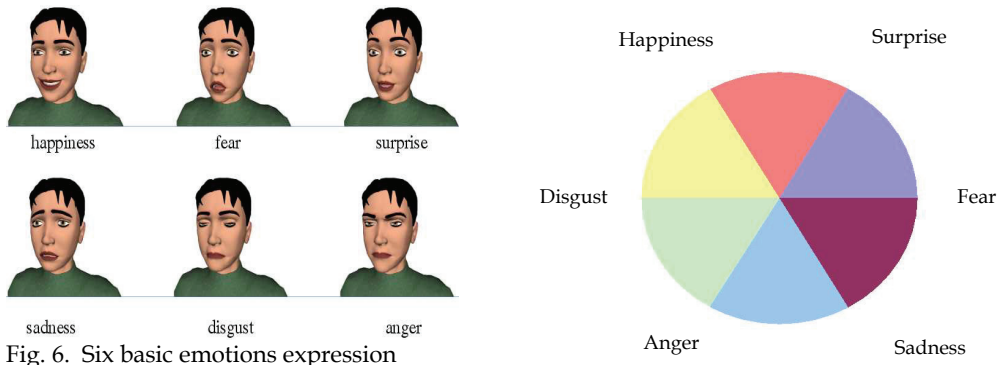 happiness fear surprise
sadness disgust anger
Fig. 6. Six basic emotions expression
Happiness Surprise
Disgust Fear
Anger Sadness